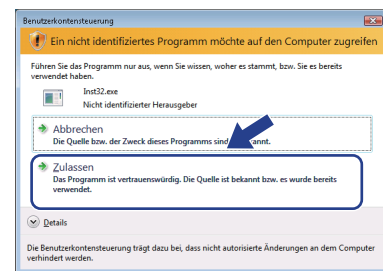 Benutzerkontensteuerung
Ein nicht identifiziertes Programm möchte auf den Computer zugreifen
Führen Sie das Programm nur aus, wenn Sie wissen, woher es stammt, bzw. Sie es bereits
verwendet haben.
Inst32.exe
Nicht identifizierter Herausgeber
Abbrechen
Die Quelle bzw. der Zweck dieses Programms sind
Zulassen
Das Programm ist vertrauenswürdig. Die Quelle ist bekannt bzw. es wurde bereits
verwendet.
Details
Die Benutzerkontensteuerung trägt dazu bei, dass nicht autorisierte Änderungen an dem Computer
verhindert werden.